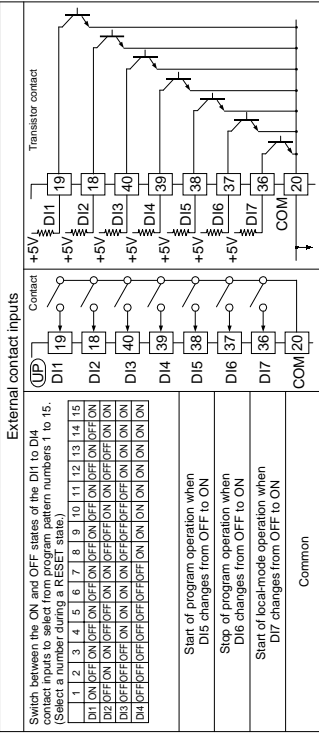 External contact inputs
Switch between the ON and OFF states of the DI1 to DI4
contact inputs to select from program pattern numbers 1 to 15.
(Select a number during a RESET state.)
1 2 3 4 5 6 7 8 9 10 11 12 13 14 15
DI1 ON OFF ON OFF ON OFF ON OFF ON OFF ON OFF ON OFF ON
DI2 OFF ON ON OFF OFF ON ON OFF OFF ON ON OFF OFF ON ON
DI3 OFF OFF OFF ON ON ON ON OFF OFF OFF OFF ON ON ON ON
DI4 OFF OFF OFF OFF OFF OFF OFF ON ON ON ON ON ON ON ON
Start of program operation when
DI5 changes from OFF to ON
Stop of program operation when
DI6 changes from OFF to ON
Start of local-mode operation when
DI7 changes from OFF to ON
Common
UP
Contact
DI1 19
DI2 18
DI3 40
DI4 39
DI5 38
DI6 37
DI7 36
COM 20
Transistor contact
+5V DI1 19
+5V DI2 18
+5V DI3 40
+5V DI4 39
+5V DI5 38
+5V DI6 37
+5V DI7 36
COM 20